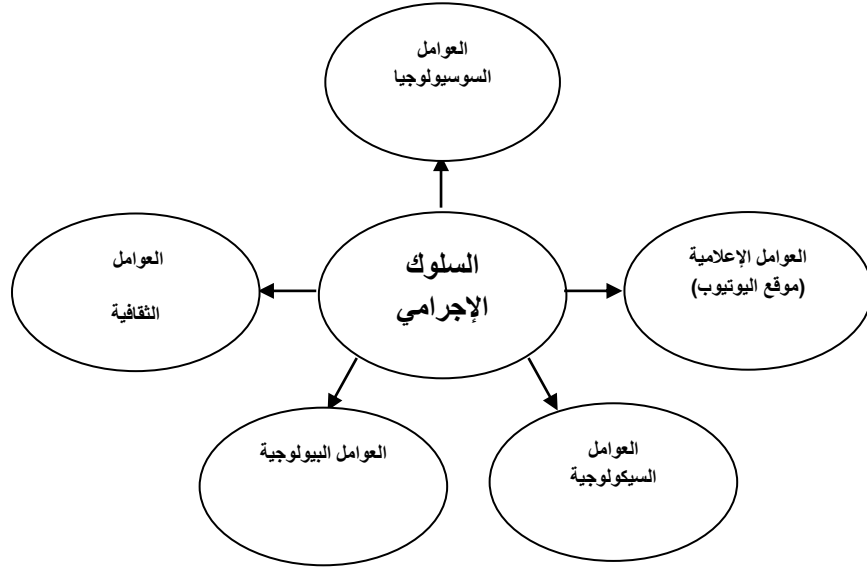 العوامل
السوسيولوجيا
العوامل الإعلامية
(موقع اليوتيوب)
السلوك
الإجرامي
العوامل
الثقافية
العوامل
السيكولوجية
العوامل البيولوجية